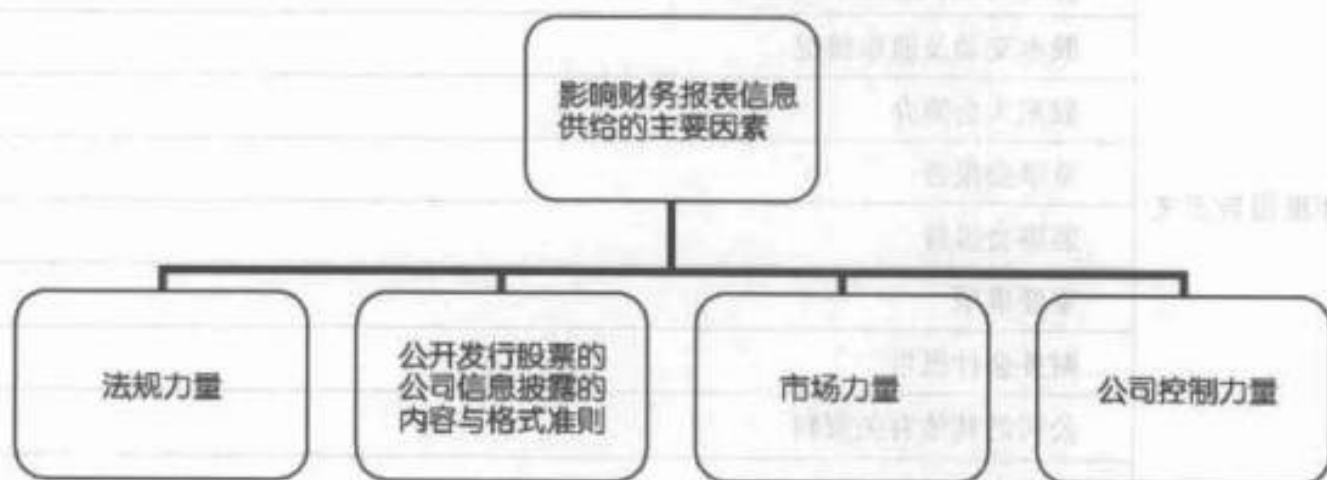 影响财务报表信息
供给的主要因素
法规力量
公开发行股票的
公司信息披露的
内容与格式准则
市场力量
公司控制力量